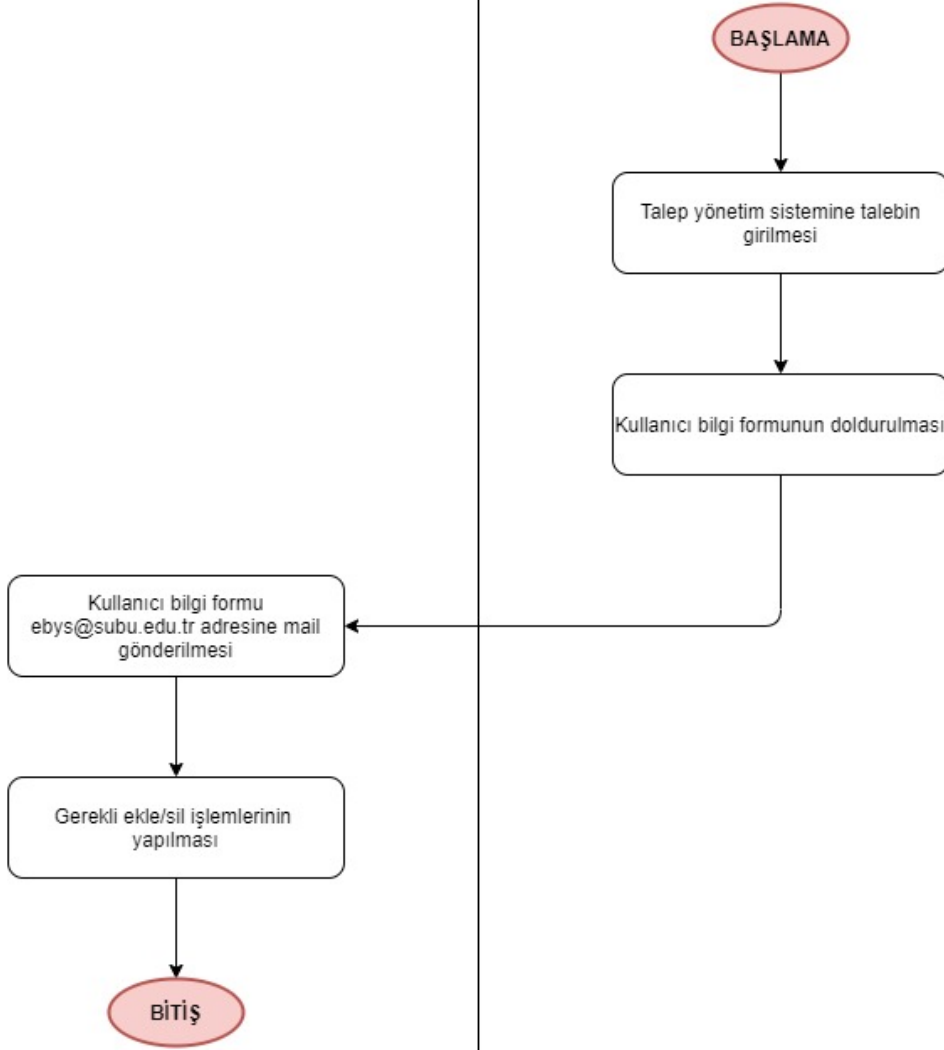 BAŞLAMA
Talep yönetim sistemine talebin
girilmesi
Kullanıcı bilgi formunun doldurulması
Kullanıcı bilgi formu
ebys@subu.edu.tr adresine mail
gönderilmesi
Gerekli ekle/sil işlemlerinin
yapılması
BİTİŞ